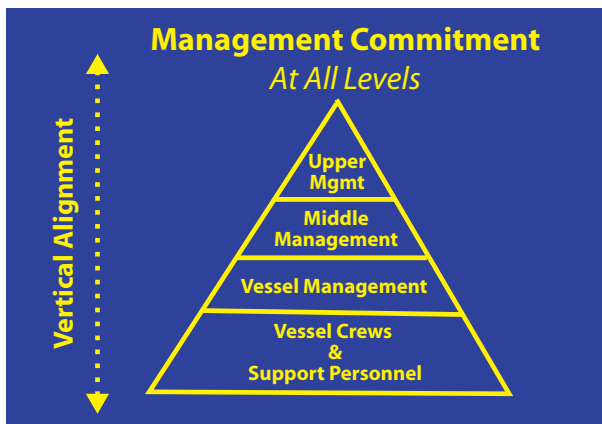 Management Commitment
At All Levels
Vertical Alignment
Upper
Mgmt
Middle
Management
Vessel Management
Vessel Crews
&
Support Personnel